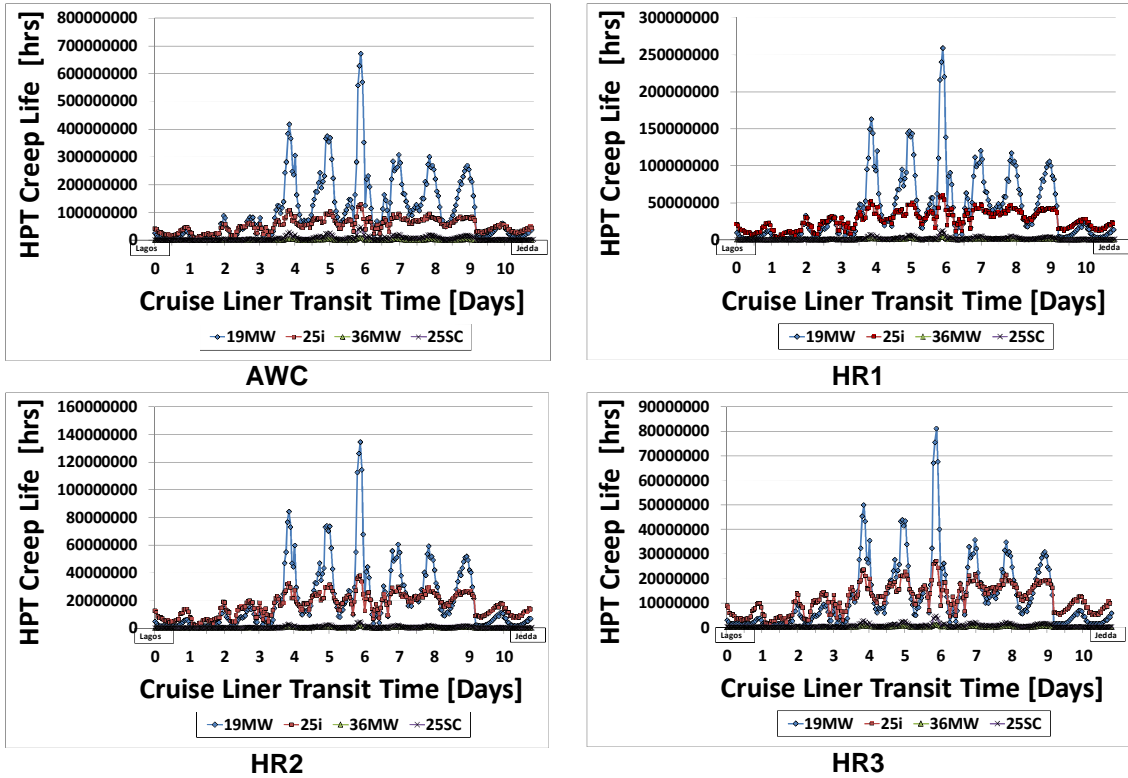 HPT Creep Life [hrs]
800000000
700000000
600000000
500000000
400000000
300000000
200000000
100000000
0
Lagos
Jedda
0 1 2 3 4 5 6 7 8 9 10
Cruise Liner Transit Time [Days]
19MW 25i 36MW 25SC
AWC
HPT Creep Life [hrs]
300000000
250000000
200000000
150000000
100000000
50000000
0
Lagos
Jedda
0 1 2 3 4 5 6 7 8 9 10
Cruise Liner Transit Time [Days]
19MW 25i 36MW 25SC
HR1
HPT Creep Life [hrs]
160000000
140000000
120000000
100000000
80000000
60000000
40000000
20000000
0
Lagos
Jedda
0 1 2 3 4 5 6 7 8 9 10
Cruise Liner Transit Time [Days]
19MW 25i 36MW 25SC
HR2
HPT Creep Life [hrs]
90000000
80000000
70000000
60000000
50000000
40000000
30000000
20000000
10000000
0
Lagos
Jedda
0 1 2 3 4 5 6 7 8 9 10
Cruise Liner Transit Time [Days]
19MW 25i 36MW 25SC
HR3